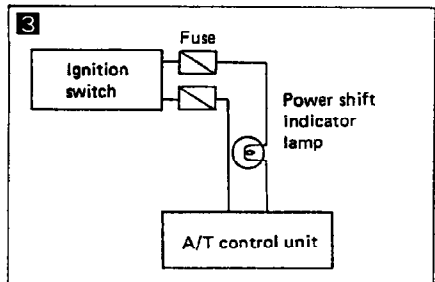 3
Fuse
Ignition
switch
Power shift
indicator
lamp
A/T control unit